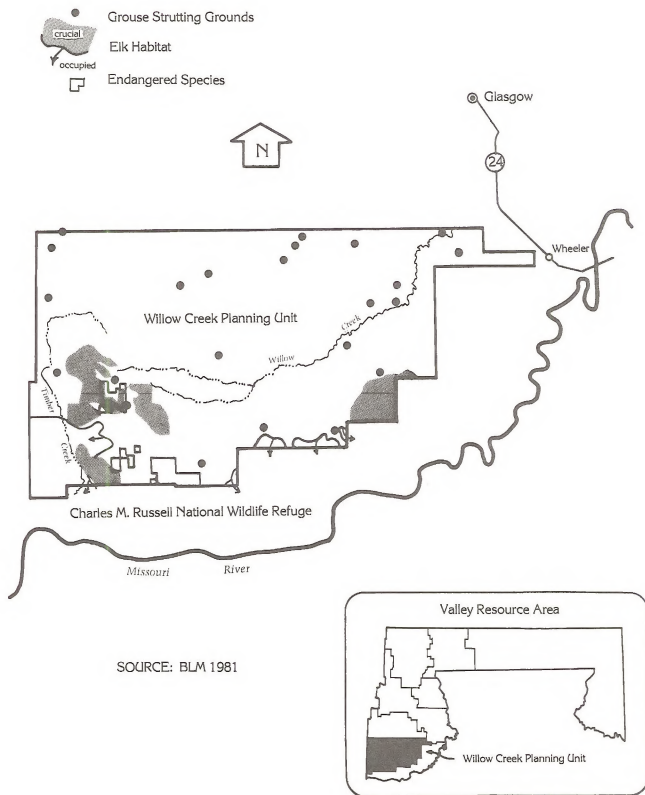 Grouse Strutting Grounds
crucial
Elk Habitat
occupied
Endangered Species
Glasgow
N
24
Wheeler
Willow Creek Planning Unit
Creek
Willow
Timber
Creek
Charles M. Russell National Wildlife Refuge
Missouri River
Valley Resource Area
SOURCE: BLM 1981
Willow Creek Planning Unit